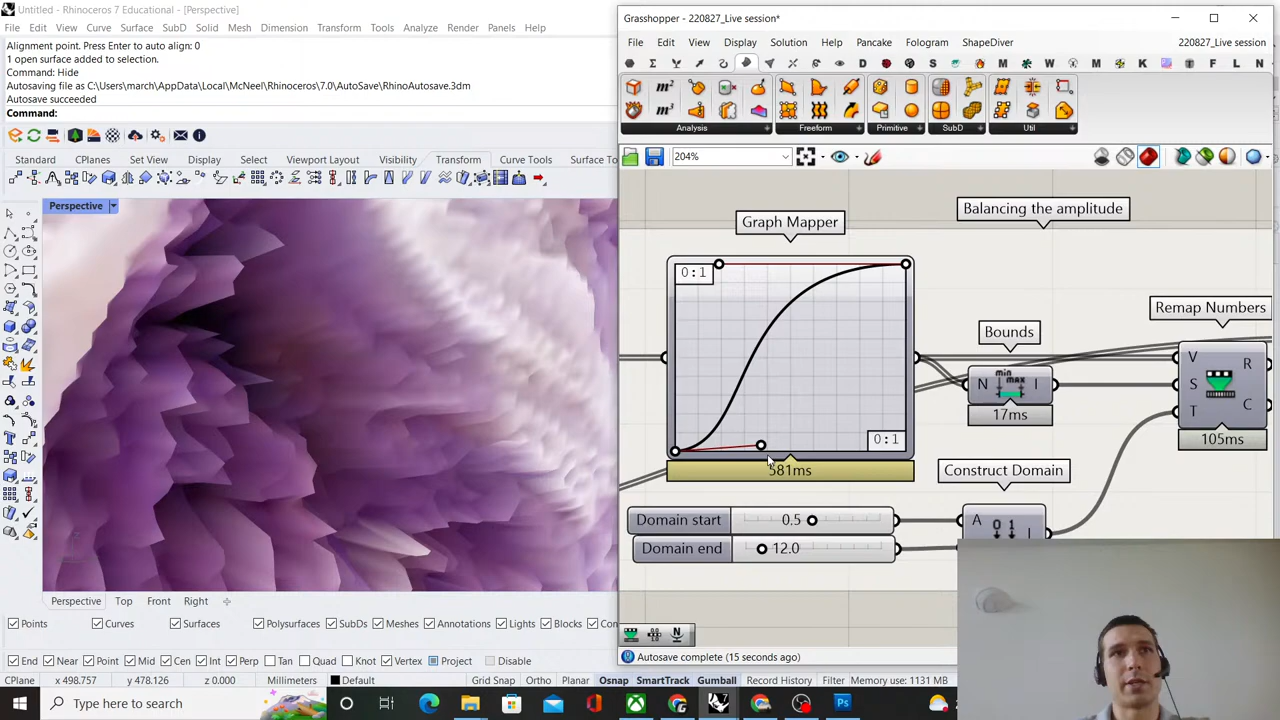 Untitled - Rhinoceros 7 Educational - [Perspective]
File Edit View Curve Surface SubD Solid Mesh Dimension Transform Tools Analyze Render Panels Help
Alignment point. Press Enter to auto align: 0
1 open surface added to selection.
Command: Hide
Autosaving file as C:\Users\march\AppData\Local\McNeel\Rhinoceros\7.0\AutoSave\RhinoAutosave.3dm
Autosave succeeded
Command:
Standard CPlanes Set View Display Select Viewport Layout Visibility Transform Curve Tools Surface To
Perspective
Perspective Top Front Right
Points Curves Surfaces Polysurfaces SubDs Meshes Annotations Lights Blocks Con
End Near Point Mid Cen Int Perp Tan Quad Knot Vertex Project Disable
CPlane x 498.757 y 478.126 z 0.000 Millimeters Default Grid Snap Ortho Planar Osnap SmartTrack Gumball Record History Filter Memory use: 1131 MB
Type here to search
Grasshopper - 220827_Live session*
File Edit View Display Solution Help Pancake Fologram ShapeDiver 220827_Live session
S M W M K M T F L N
m²
m³
Analysis Freeform Primitive SubD Util
204%
Graph Mapper
Balancing the amplitude
0:1
0:1
581ms
Bounds
N min max I
17ms
Remap Numbers
V
S
T
R
C
105ms
Construct Domain
A 0 1 I
Domain start 0.5
Domain end 12.0
Autosave complete (15 seconds ago)
Ps